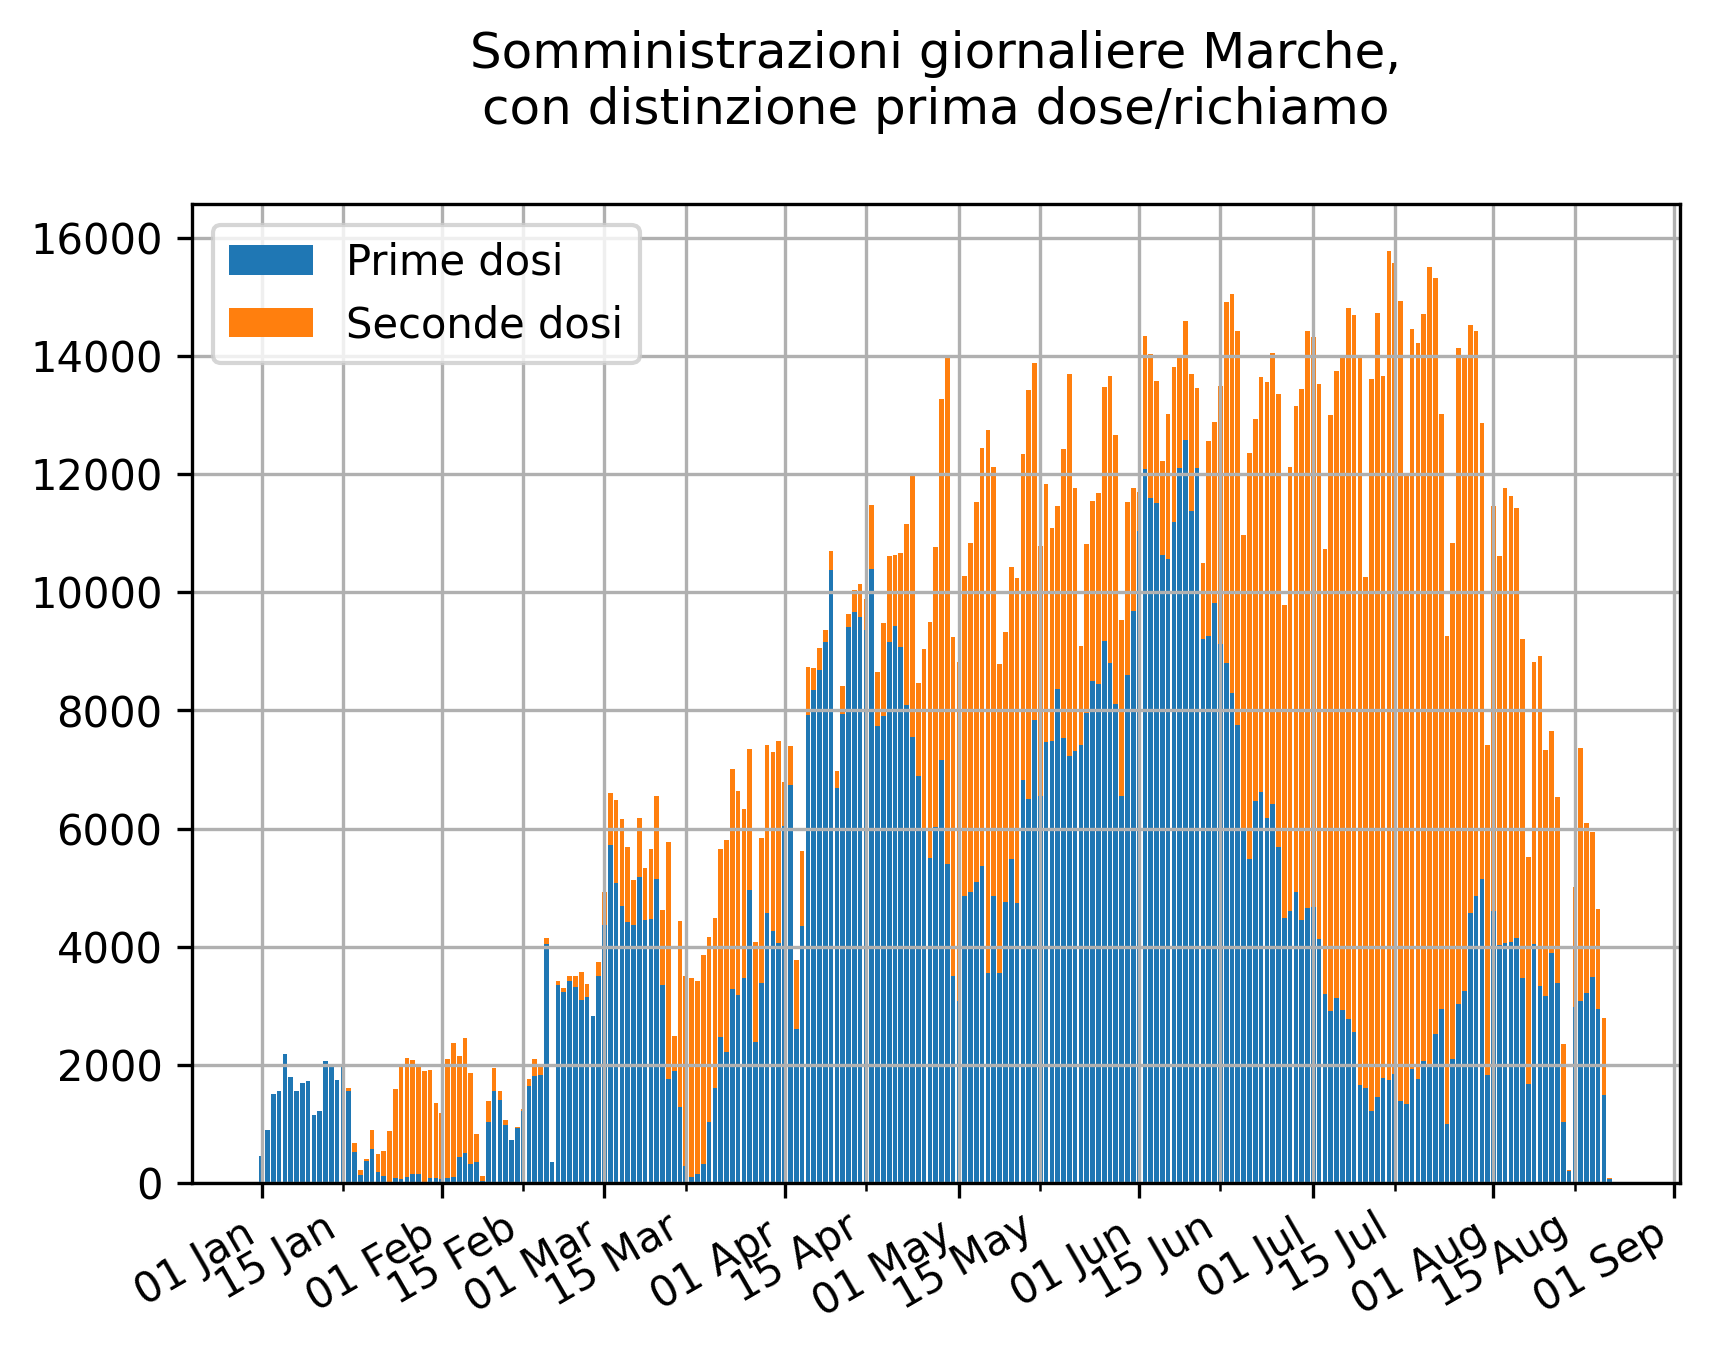 Somministrazioni giornaliere Marche,
con distinzione prima dose/richiamo
Prime dosi
Seconde dosi
16000
14000
12000
10000
8000
6000
4000
2000
0
01 Jan
15 Jan
01 Feb
15 Feb
01 Mar
15 Mar
01 Apr
15 Apr
01 May
15 May
01 Jun
15 Jun
01 Jul
15 Jul
01 Aug
15 Aug
01 Sep